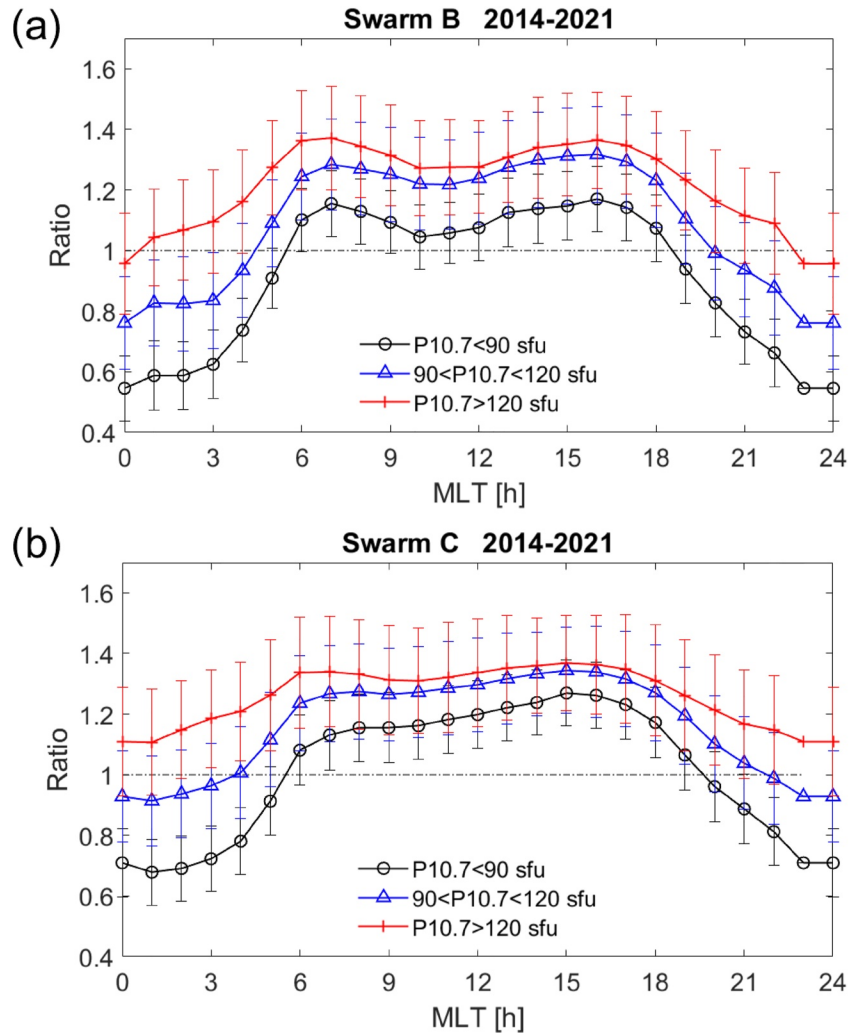 (a)
Swarm B 2014-2021
1.6
1.4
1.2
1
0.8
0.6
0.4
Ratio
P10.7<90 sfu
90<P10.7<120 sfu
P10.7>120 sfu
0 3 6 9 12 15 18 21 24
MLT [h]
(b)
Swarm C 2014-2021
1.6
1.4
1.2
1
0.8
0.6
0.4
Ratio
P10.7<90 sfu
90<P10.7<120 sfu
P10.7>120 sfu
0 3 6 9 12 15 18 21 24
MLT [h]